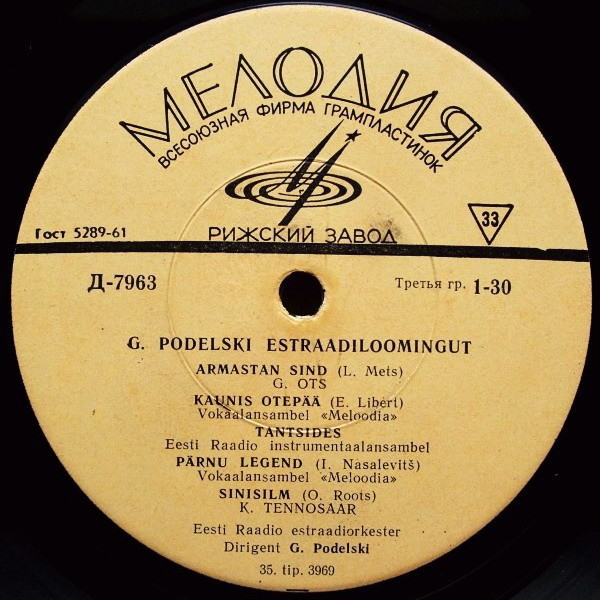 МЕЛОДИЯ
ВСЕСОЮЗНАЯ ФИРМА ГРАМПЛАСТИНОК
Гост 5289-61
33
РИЖСКИЙ ЗАВОД
Д-7963
Третья гр. 1-30
G. PODELSKI ESTRAADILOOMINGUT
ARMASTAN SIND (L. Mets)
G. OTS
KAUNIS OTEPÄÄ (E. Libert)
Vokaalansambel «Meloodia»
TANTSIDES
Eesti Raadio instrumentaalansambel
PÄRNU LEGEND (I. Nasalevitš)
Vokaalansambel «Meloodia»
SINISILM (O. Roots)
K. TENNOSAAR
Eesti Raadio estraadiorkester
Dirigent G. Podelski
35. tip. 3969